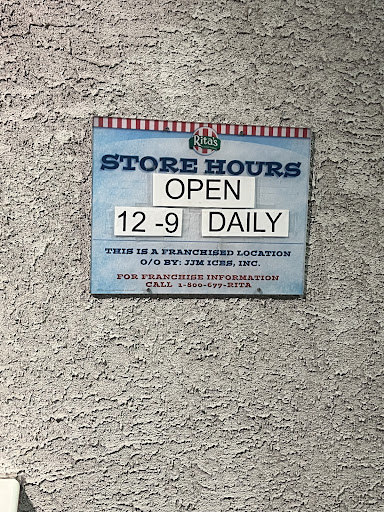 Rita's
STORE HOURS
OPEN
12 -9 DAILY
THIS IS A FRANCHISED LOCATION
O/O BY: JJM ICES, INC.
FOR FRANCHISE INFORMATION
CALL 1-800-677-RITA